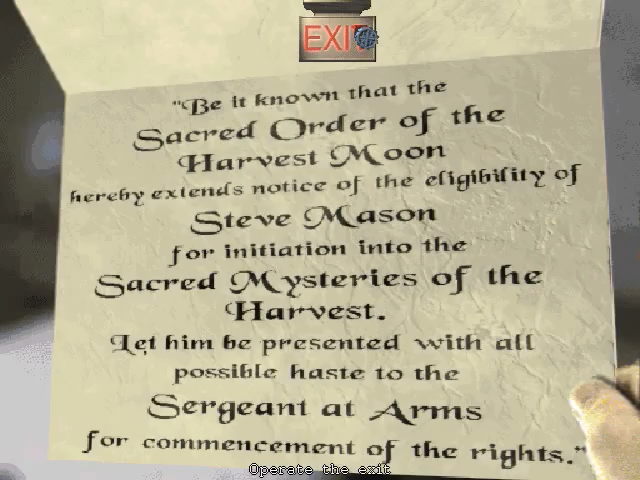 EXIT
"Be it known that the
Sacred Order of the
Harvest Moon
hereby extends notice of the eligibility of
Steve Mason
for initiation into the
Sacred Mysteries of the
Harvest.
Let him be presented with all
possible haste to the
Sergeant at Arms
for commencement of the rights."
Operate the exit